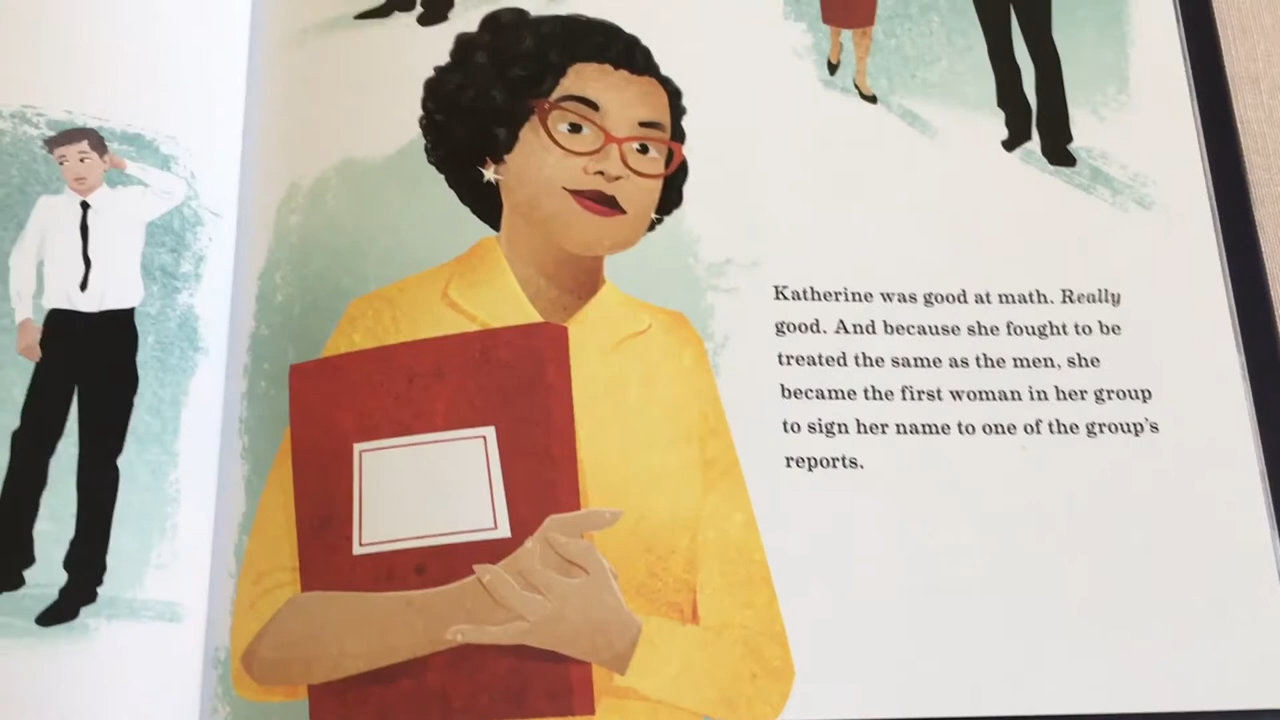 Katherine was good at math. Really
good. And because she fought to be
treated the same as the men, she
became the first woman in her group
to sign her name to one of the group's
reports.